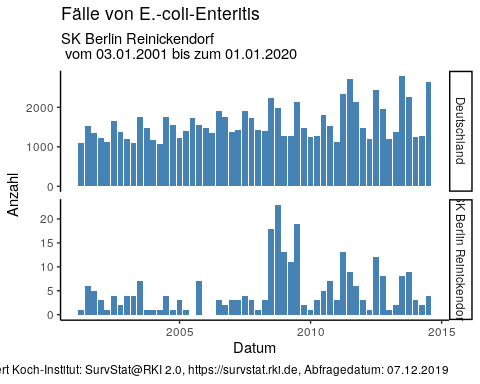 Fälle von E.-coli-Enteritis
SK Berlin Reinickendorf
vom 03.01.2001 bis zum 01.01.2020
Anzahl
2000
1000
0
Deutschland
20
15
10
5
0
SK Berlin Reinickendorf
2005
2010
2015
Datum
ert Koch-Institut: SurvStat@RKI 2.0, https://survstat.rki.de, Abfragedatum: 07.12.2019